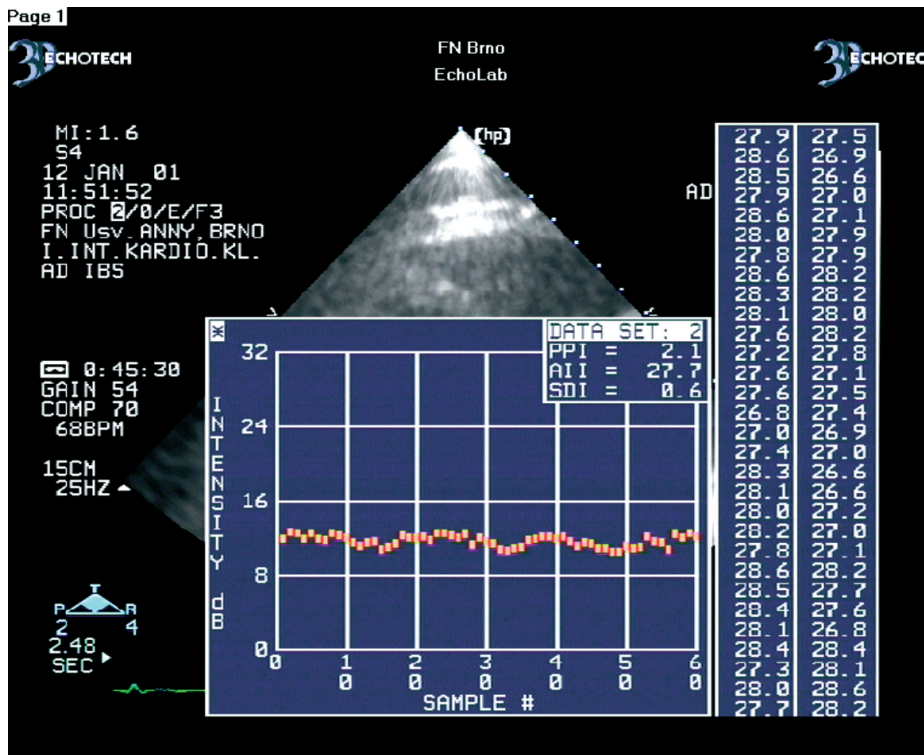 Page 1
3D ECHOTECH
3D ECHOTEC
FN Brno
EchoLab
[hp]
MI:1.6
S4
12 JAN 01
11:51:52
PROC 2/0/E/F3
FN Usv.ANNY,BRNO
I.INT.KARDIO.KL.
AD IBS
AD
0:45:30
GAIN 54
COMP 70
68BPM
15CM
25HZ
T
P R
2 4
2.48
SEC
*
DATA SET: 2
PPI = 2.1
AII = 27.7
SDI = 0.6
INTENSITY dB
32
24
16
8
0
0 10 20 30 40 50 60
SAMPLE #
27.9 27.5
28.6 26.9
28.5 26.6
27.9 27.0
28.6 27.1
28.0 27.9
27.8 27.9
28.6 28.2
28.3 28.2
28.1 28.0
27.6 28.2
27.2 27.8
27.6 27.1
27.6 27.5
26.8 27.4
27.0 26.9
27.4 27.0
28.3 26.6
28.1 26.6
28.0 27.2
28.2 27.0
27.8 27.1
28.6 28.2
28.5 27.7
28.4 27.6
28.1 26.8
28.4 28.4
27.3 28.1
28.0 28.6
27.7 28.2